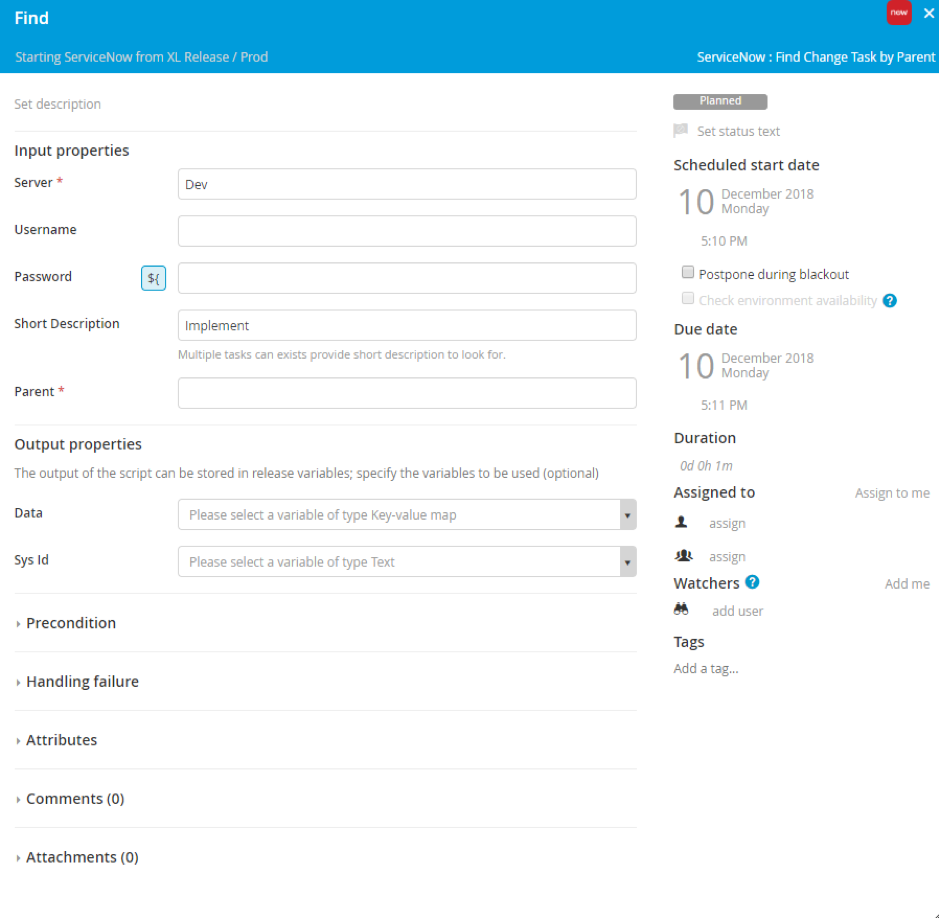 Find
now
Starting ServiceNow from XL Release / Prod
ServiceNow : Find Change Task by Parent
Set description
Input properties
Server *
Dev
Username
Password
${
Short Description
Implement
Multiple tasks can exists provide short description to look for.
Parent *
Output properties
The output of the script can be stored in release variables; specify the variables to be used (optional)
Data
Please select a variable of type Key-value map
Sys Id
Please select a variable of type Text
Precondition
Handling failure
Attributes
Comments (0)
Attachments (0)
Planned
Set status text
Scheduled start date
10
December 2018
Monday
5:10 PM
Postpone during blackout
Check environment availability ?
Due date
10
December 2018
Monday
5:11 PM
Duration
0d 0h 1m
Assigned to
Assign to me
assign
assign
Watchers ?
Add me
add user
Tags
Add a tag...